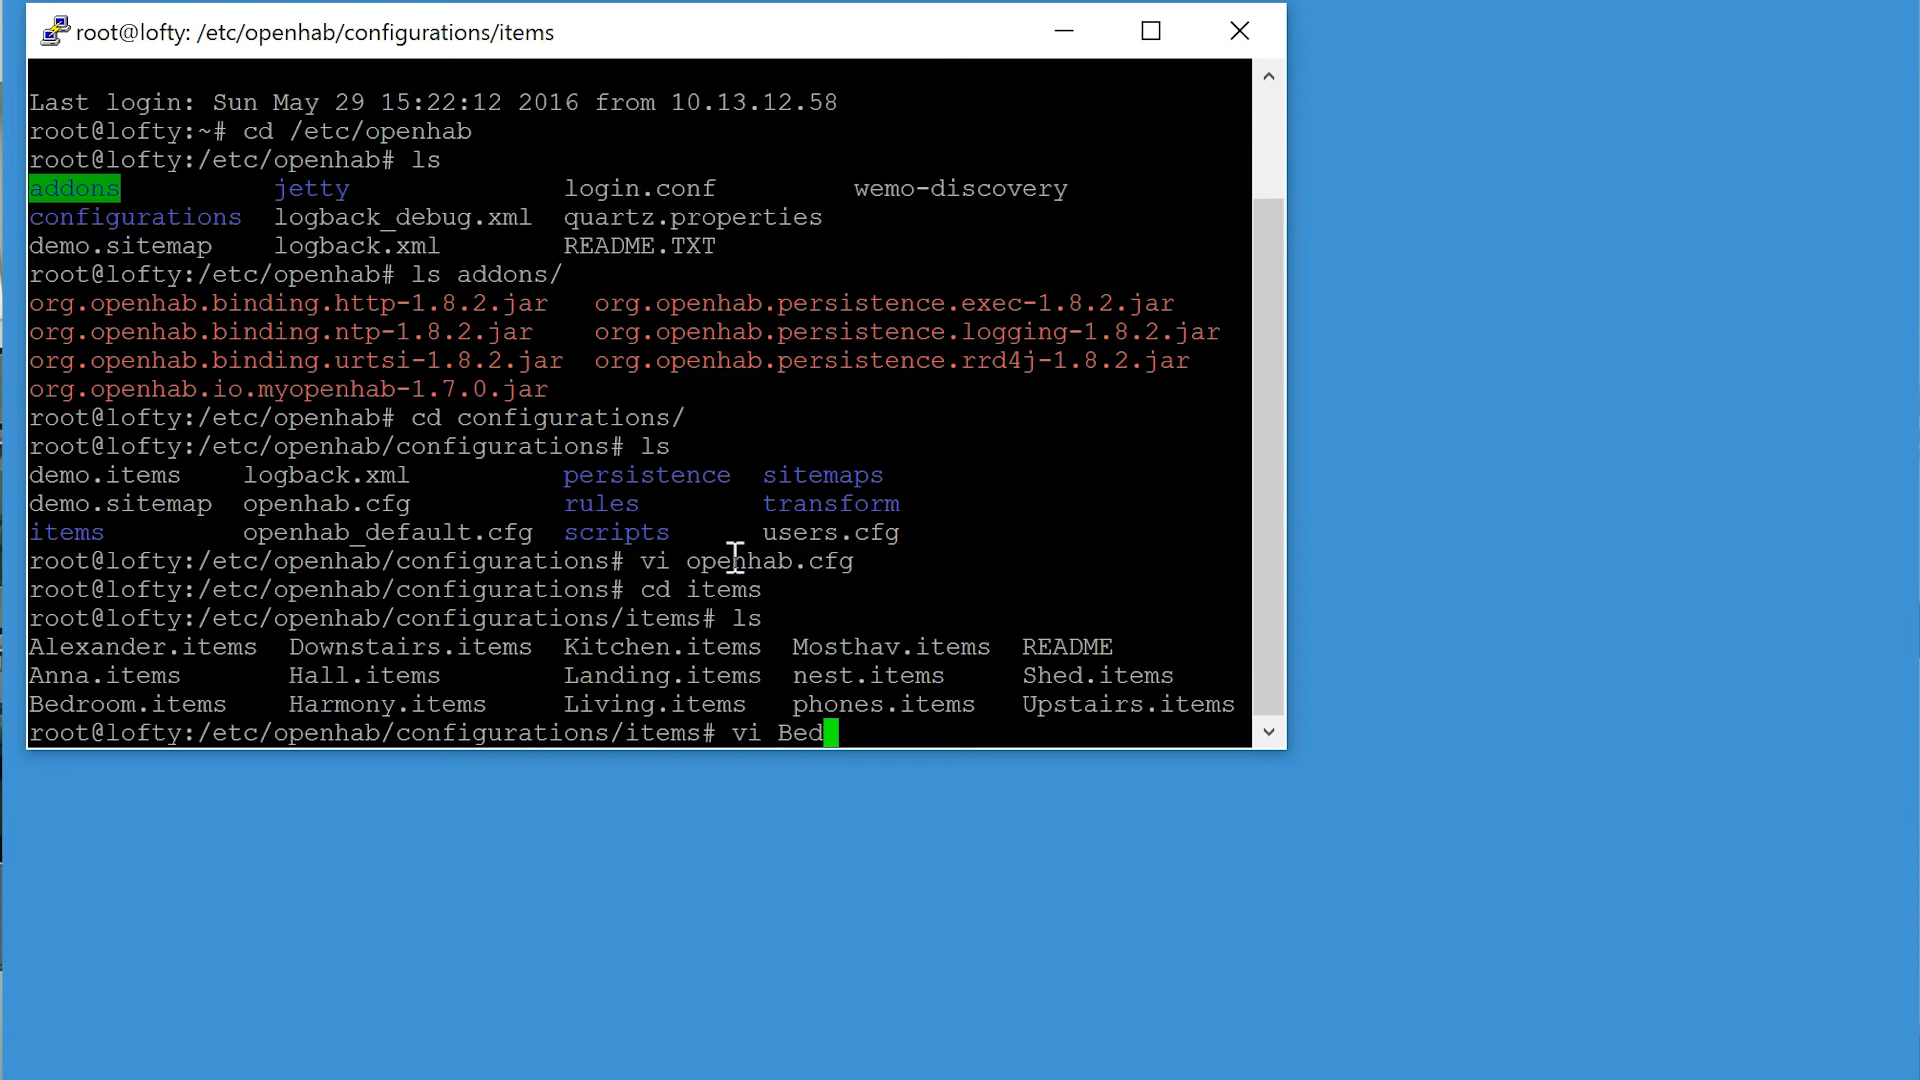 root@lofty: /etc/openhab/configurations/items
Last login: Sun May 29 15:22:12 2016 from 10.13.12.58
root@lofty:~# cd /etc/openhab
root@lofty:/etc/openhab# ls
addons jetty login.conf wemo-discovery
configurations logback_debug.xml quartz.properties
demo.sitemap logback.xml README.TXT
root@lofty:/etc/openhab# ls addons/
org.openhab.binding.http-1.8.2.jar org.openhab.persistence.exec-1.8.2.jar
org.openhab.binding.ntp-1.8.2.jar org.openhab.persistence.logging-1.8.2.jar
org.openhab.binding.urtsi-1.8.2.jar org.openhab.persistence.rrd4j-1.8.2.jar
org.openhab.io.myopenhab-1.7.0.jar
root@lofty:/etc/openhab# cd configurations/
root@lofty:/etc/openhab/configurations# ls
demo.items logback.xml persistence sitemaps
demo.sitemap openhab.cfg rules transform
items openhab_default.cfg scripts users.cfg
root@lofty:/etc/openhab/configurations# vi openhab.cfg
root@lofty:/etc/openhab/configurations# cd items
root@lofty:/etc/openhab/configurations/items# ls
Alexander.items Downstairs.items Kitchen.items Mosthav.items README
Anna.items Hall.items Landing.items nest.items Shed.items
Bedroom.items Harmony.items Living.items phones.items Upstairs.items
root@lofty:/etc/openhab/configurations/items# vi Bed